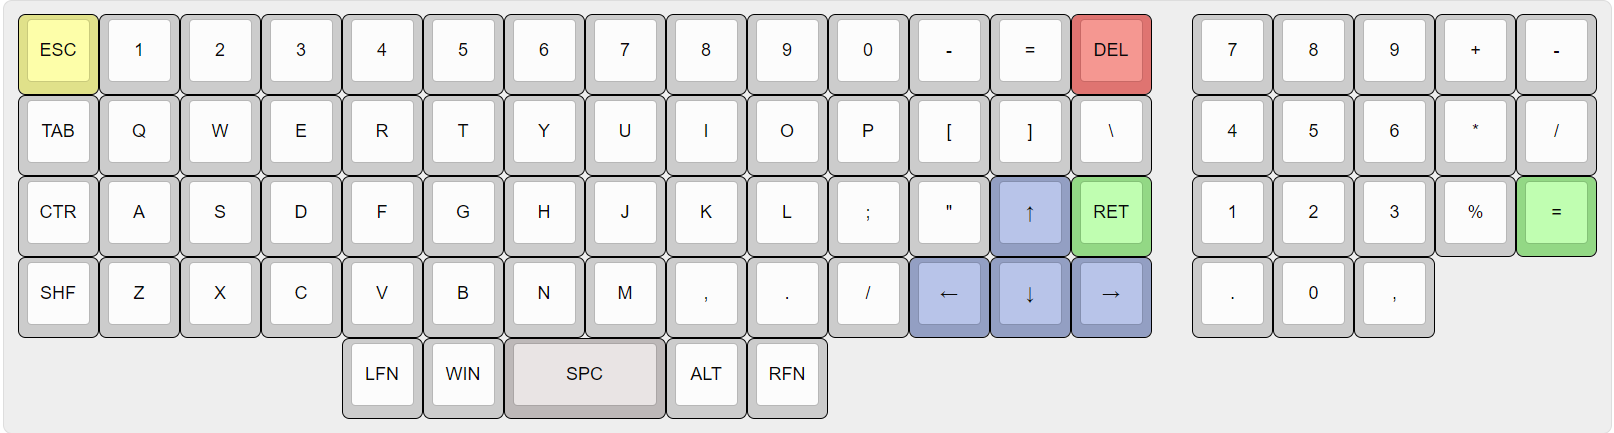 ESC 1 2 3 4 5 6 7 8 9 0 - = DEL 7 8 9 + -
TAB Q W E R T Y U I O P [ ] \ 4 5 6 * /
CTR A S D F G H J K L ; " ↑ RET 1 2 3 % =
SHF Z X C V B N M , . / ← ↓ → . 0 ,
LFN WIN SPC ALT RFN